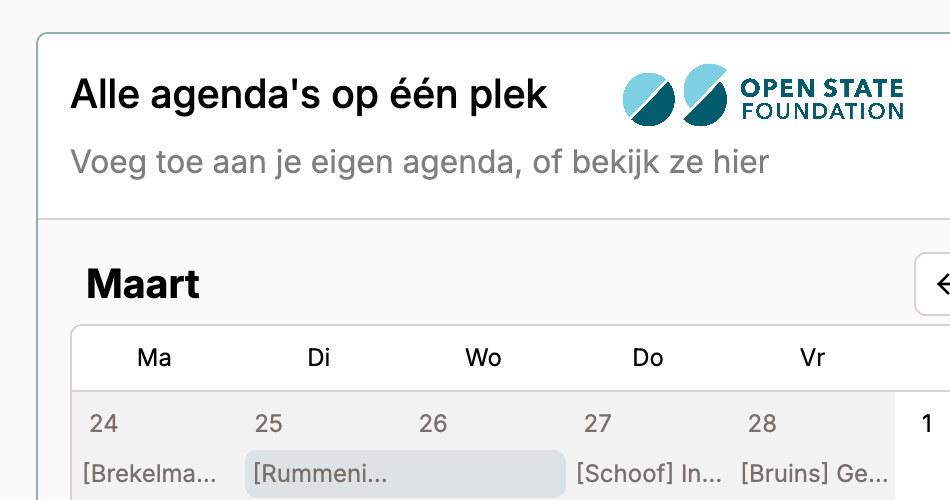 Alle agenda's op één plek
OPEN STATE
FOUNDATION
Voeg toe aan je eigen agenda, of bekijk ze hier
Maart
Ma Di Wo Do Vr
24 25 26 27 28 1
[Brekelma... [Rummeni... [Schoof] In... [Bruins] Ge...